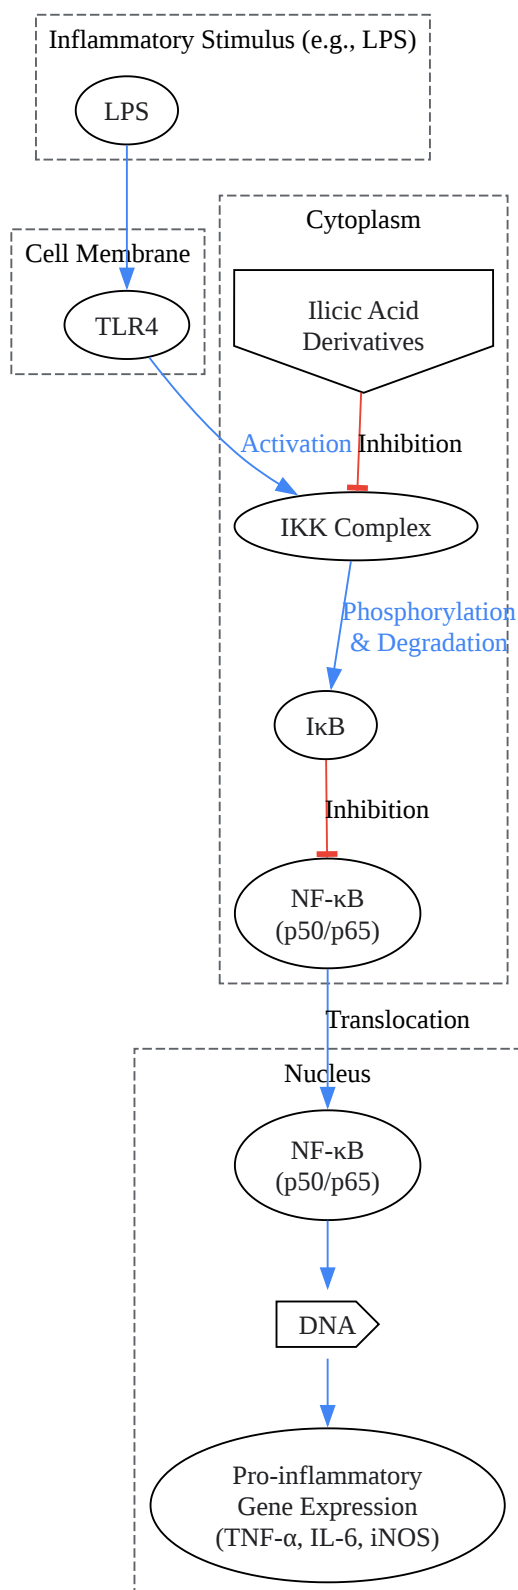 Inflammatory Stimulus (e.g., LPS)
LPS
Cell Membrane
TLR4
Cytoplasm
Ilicic Acid
Derivatives
Activation
Inhibition
IKK Complex
Phosphorylation
& Degradation
IκB
Inhibition
NF-κB
(p50/p65)
Translocation
Nucleus
NF-κB
(p50/p65)
DNA
Pro-inflammatory
Gene Expression
(TNF-α, IL-6, iNOS)